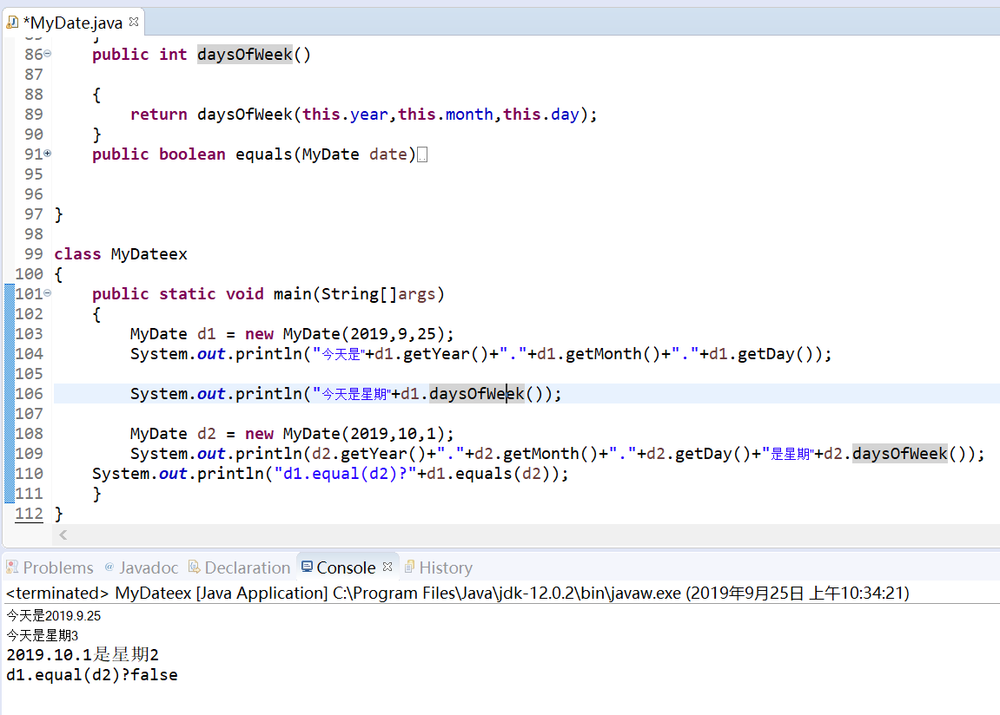 *MyDate.java
86 public int daysOfWeek()
87
88 {
89 return daysOfWeek(this.year,this.month,this.day);
90 }
91 public boolean equals(MyDate date)
95
96
97 }
98
99 class MyDateex
100 {
101 public static void main(String[]args)
102 {
103 MyDate d1 = new MyDate(2019,9,25);
104 System.out.println("今天是"+d1.getYear()+"."+d1.getMonth()+"."+d1.getDay());
105
106 System.out.println("今天是星期"+d1.daysOfWeek());
107
108 MyDate d2 = new MyDate(2019,10,1);
109 System.out.println(d2.getYear()+"."+d2.getMonth()+"."+d2.getDay()+"是星期"+d2.daysOfWeek());
110 System.out.println("d1.equal(d2)?"+d1.equals(d2));
111 }
112 }
Problems @ Javadoc Declaration Console History
<terminated> MyDateex [Java Application] C:\Program Files\Java\jdk-12.0.2\bin\javaw.exe (2019年9月25日 上午10:34:21)
今天是2019.9.25
今天是星期3
2019.10.1是星期2
d1.equal(d2)?false